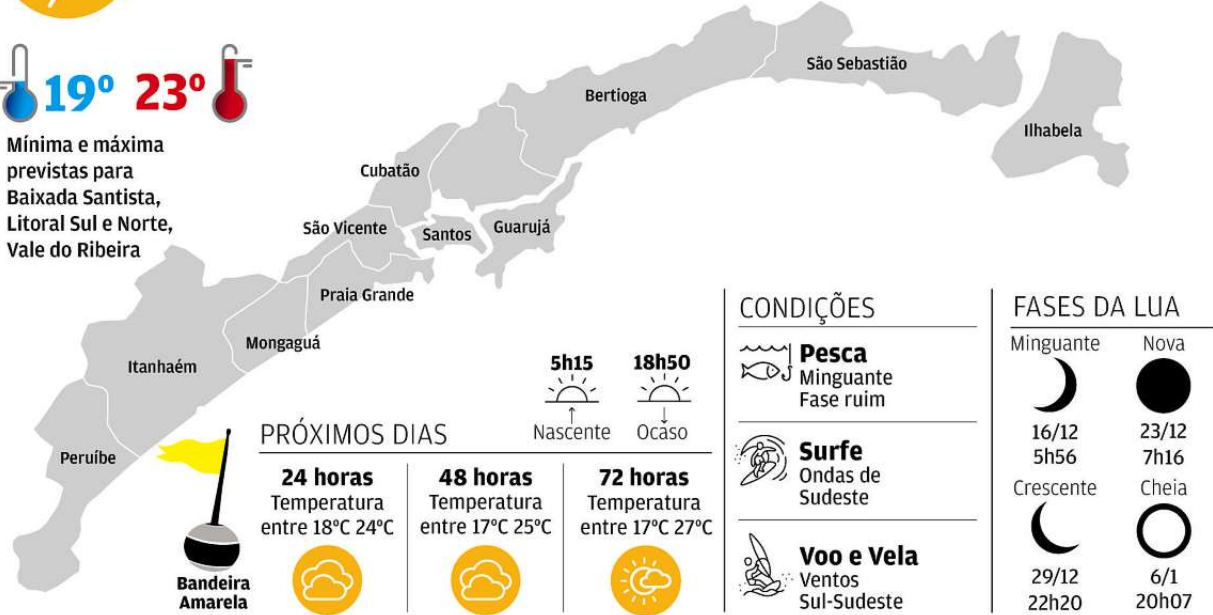 19º 23º
Mínima e máxima
previstas para
Baixada Santista,
Litoral Sul e Norte,
Vale do Ribeira
São Sebastião
Bertioga
Ilhabela
Cubatão
São Vicente
Santos
Guarujá
Praia Grande
Mongaguá
Itanhaém
Peruíbe
Bandeira
Amarela
5h15
Nascente
18h50
Ocaso
PRÓXIMOS DIAS
24 horas
Temperatura
entre 18ºC 24ºC
48 horas
Temperatura
entre 17ºC 25ºC
72 horas
Temperatura
entre 17ºC 27ºC
CONDIÇÕES
Pesca
Minguante
Fase ruim
Surfe
Ondas de
Sudeste
Voo e Vela
Ventos
Sul-Sudeste
FASES DA LUA
Minguante
16/12
5h56
Nova
23/12
7h16
Crescente
29/12
22h20
Cheia
6/1
20h07